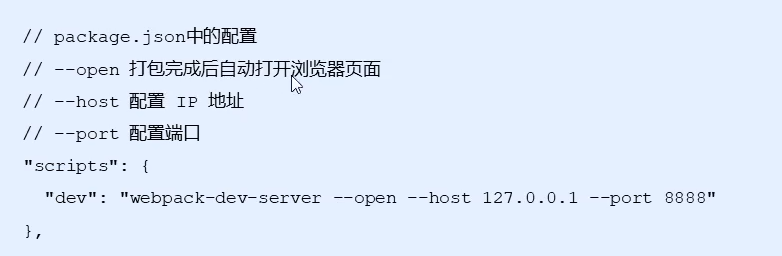 // package.json中的配置
// --open 打包完成后自动打开浏览器页面
// --host 配置 IP 地址
// --port 配置端口
"scripts": {
  "dev": "webpack-dev-server --open --host 127.0.0.1 --port 8888"
},